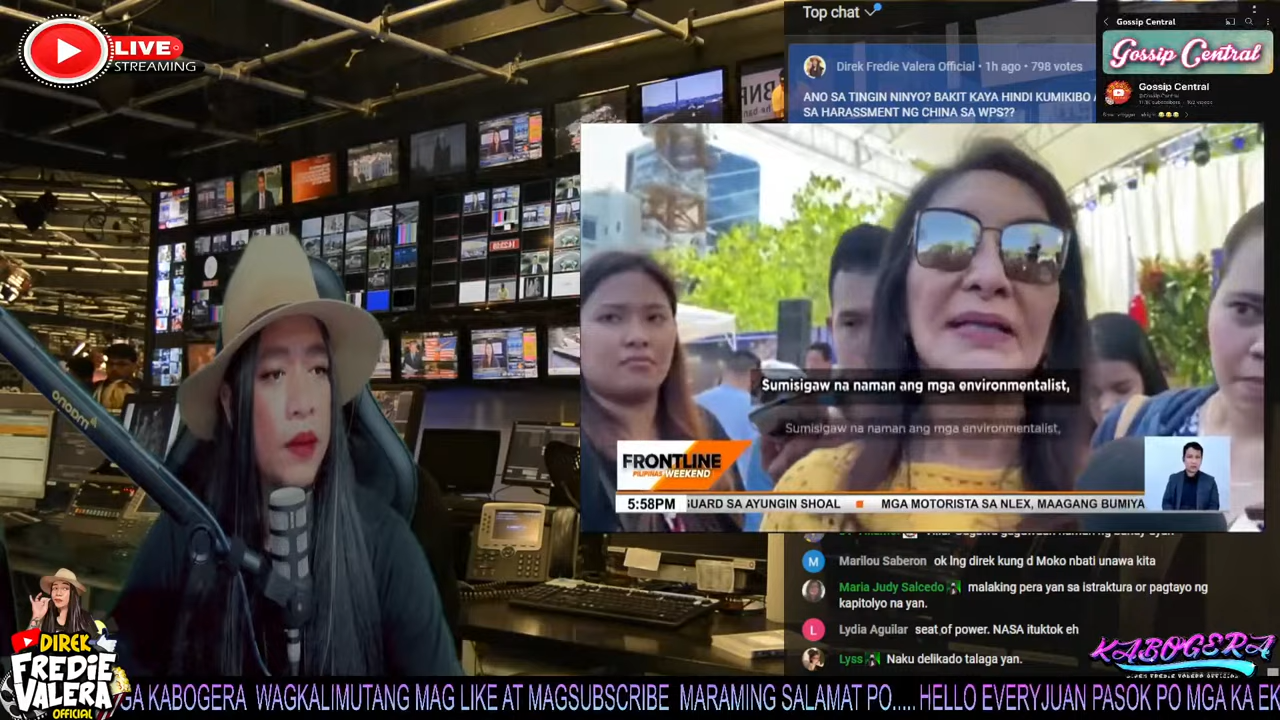 LIVE
STREAMING
Top chat
Direk Fredie Valera Official • 1h ago • 798 votes
ANO SA TINGIN NINYO? BAKIT KAYA HINDI KUMIKIBO
SA HARASSMENT NG CHINA SA WPS??
Gossip Central
Gossip Central
Gossip Central
maono
Sumisigaw na naman ang mga environmentalist,
Sumisigaw na naman ang mga environmentalist,
FRONTLINE
PILIPINAS WEEKEND
5:58PM GUARD SA AYUNGIN SHOAL ■ MGA MOTORISTA SA NLEX, MAAGANG BUMIYA
Marilou Saberon ok lng direk kung d Moko nbati unawa kita
Maria Judy Salcedo malaking pera yan sa istraktura or pagtayo ng
kapitolyo na yan.
Lydia Aguilar seat of power. NASA ituktok eh
Lyss Naku delikado talaga yan.
KABOGERA
DIREK
FREDIE
VALERA
OFFICIAL
GA KABOGERA WAGKALIMUTANG MAG LIKE AT MAGSUBSCRIBE MARAMING SALAMAT PO..... HELLO EVERYJUAN PASOK PO MGA KA EK